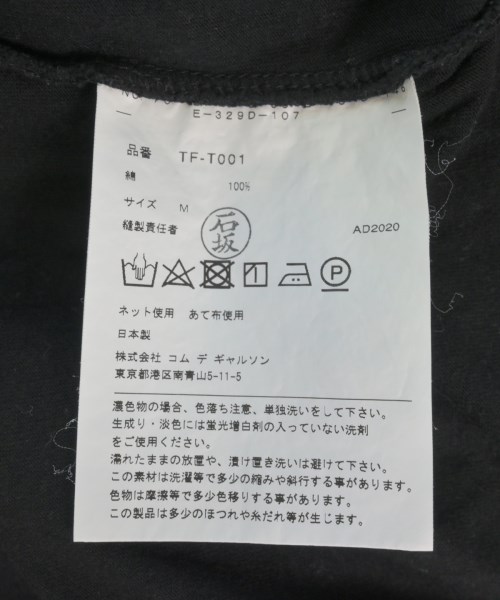 E-329D-107
品番 TF-T001
綿 100%
サイズ M
縫製責任者 石坂 AD2020
P
ネット使用 あて布使用
日本製
株式会社 コム デ ギャルソン
東京都港区南青山5-11-5
濃色物の場合、色落ち注意、単独洗いをして下さい。
生成り・淡色には蛍光増白剤の入っていない洗剤
をご使用ください。
濡れたままの放置や、漬け置き洗いは避けて下さい。
この素材は洗濯等で多少の縮みや斜行する事があります。
色物は摩擦等で多少色移りする事があります。
この製品は多少のほつれや糸だれ等が生じます。